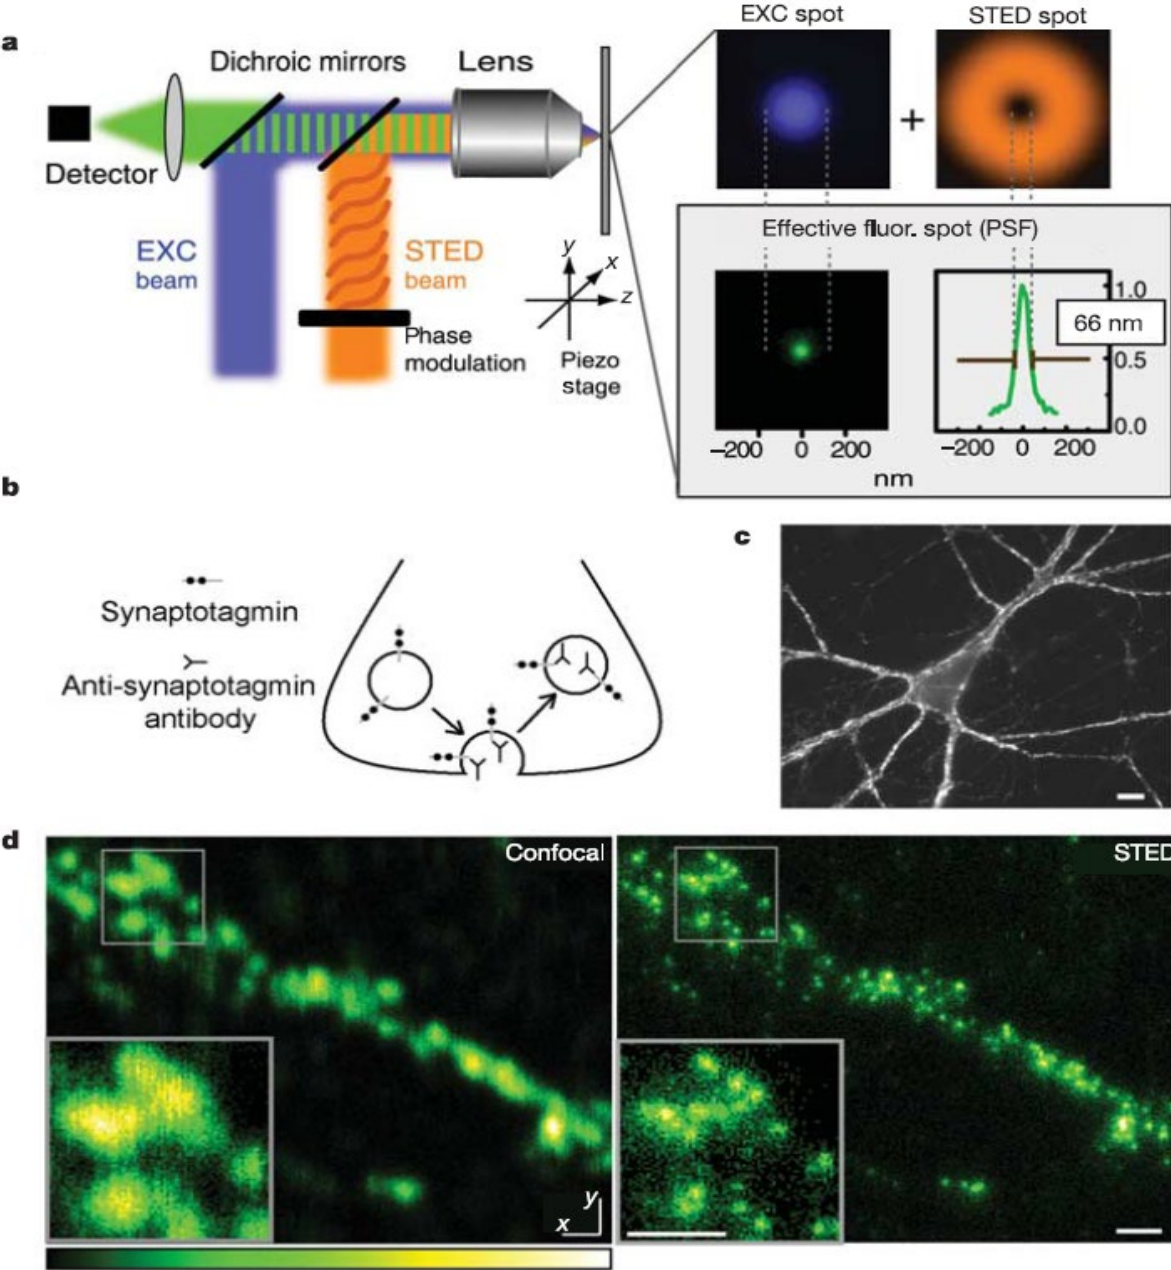 a
EXC spot
STED spot
Dichroic mirrors
Lens
+
Detector
EXC
beam
STED
beam
Phase
modulation
y
x
z
Piezo
stage
Effective fluor. spot (PSF)
1.0
66 nm
0.5
0.0
–200 0 200
–200 0 200
nm
b
Synaptotagmin
Anti-synaptotagmin
antibody
c
d
Confocal
STED
y
x